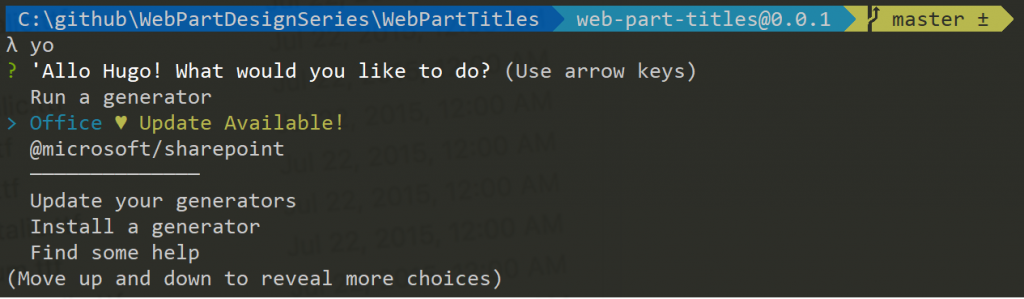 C:\github\WebPartDesignSeries\WebPartTitles web-part-titles@0.0.1 master ±
λ yo
? 'Allo Hugo! What would you like to do? (Use arrow keys)
Run a generator
> Office ♥ Update Available!
@microsoft/sharepoint
──────────────
Update your generators
Install a generator
Find some help
(Move up and down to reveal more choices)